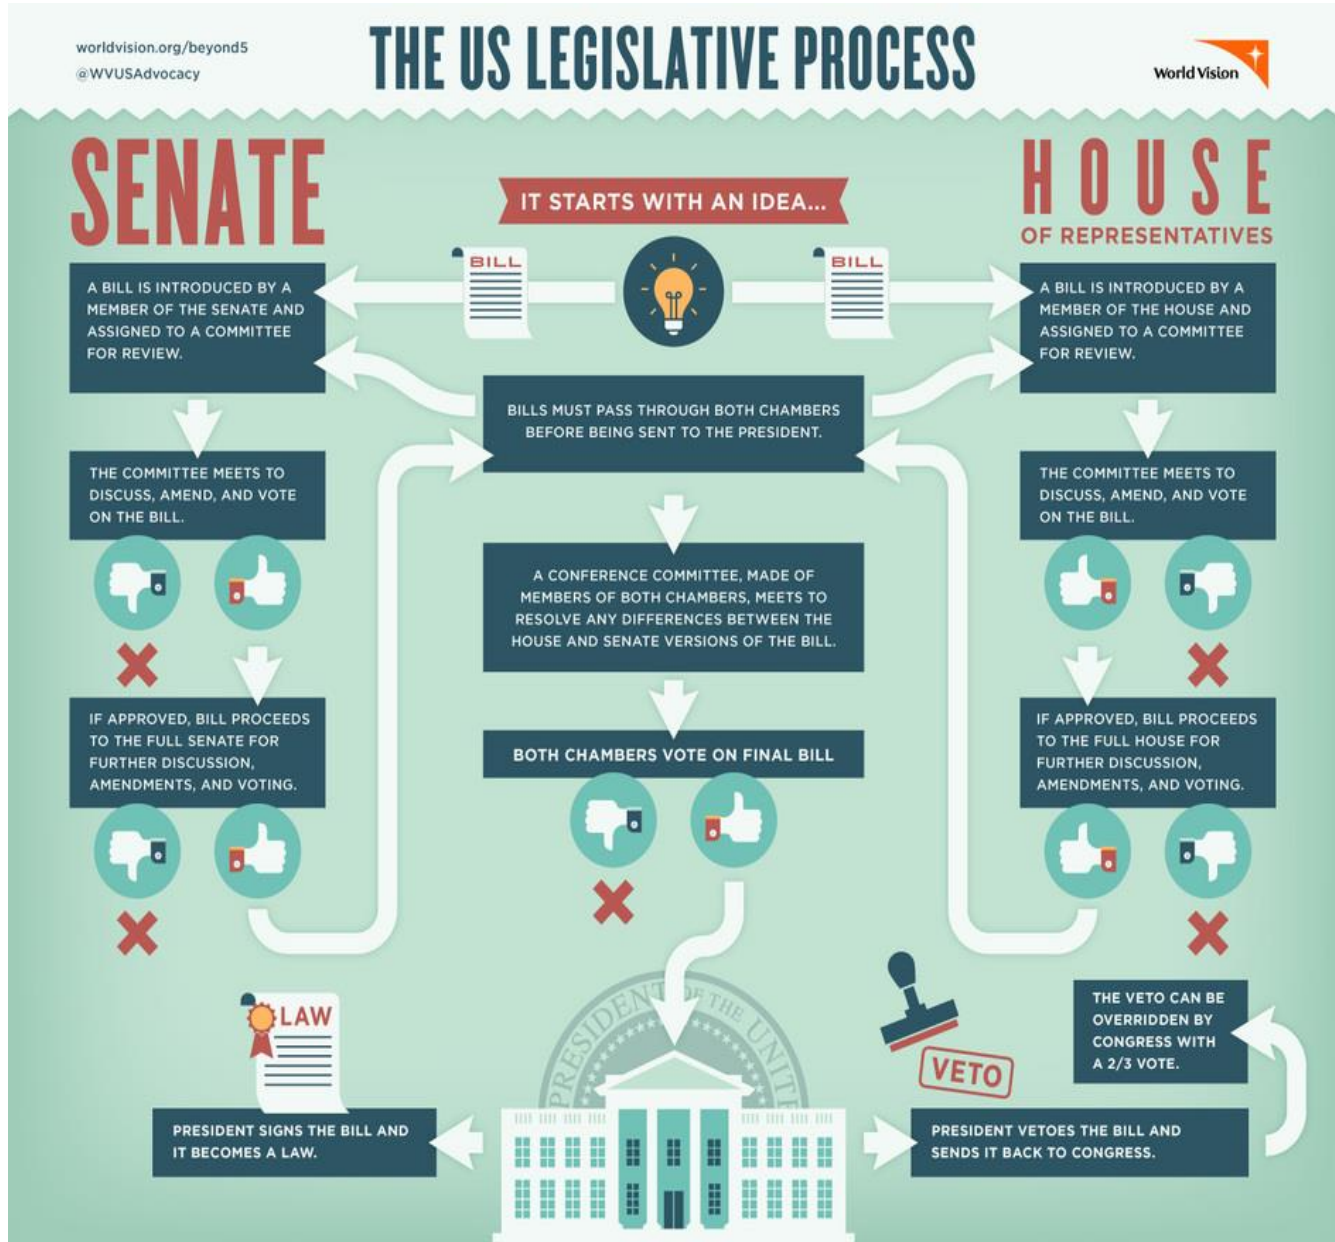 worldvision.org/beyond5
@WVUSAdvocacy
THE US LEGISLATIVE PROCESS
World Vision
SENATE
IT STARTS WITH AN IDEA...
HOUSE
OF REPRESENTATIVES
BILL
BILL
A BILL IS INTRODUCED BY A
MEMBER OF THE SENATE AND
ASSIGNED TO A COMMITTEE
FOR REVIEW.
A BILL IS INTRODUCED BY A
MEMBER OF THE HOUSE AND
ASSIGNED TO A COMMITTEE
FOR REVIEW.
BILLS MUST PASS THROUGH BOTH CHAMBERS
BEFORE BEING SENT TO THE PRESIDENT.
THE COMMITTEE MEETS TO
DISCUSS, AMEND, AND VOTE
ON THE BILL.
THE COMMITTEE MEETS TO
DISCUSS, AMEND, AND VOTE
ON THE BILL.
A CONFERENCE COMMITTEE, MADE OF
MEMBERS OF BOTH CHAMBERS, MEETS TO
RESOLVE ANY DIFFERENCES BETWEEN THE
HOUSE AND SENATE VERSIONS OF THE BILL.
IF APPROVED, BILL PROCEEDS
TO THE FULL SENATE FOR
FURTHER DISCUSSION,
AMENDMENTS, AND VOTING.
BOTH CHAMBERS VOTE ON FINAL BILL
IF APPROVED, BILL PROCEEDS
TO THE FULL HOUSE FOR
FURTHER DISCUSSION,
AMENDMENTS, AND VOTING.
LAW
PRESIDENT OF THE UNITE
VETO
THE VETO CAN BE
OVERRIDDEN BY
CONGRESS WITH
A 2/3 VOTE.
PRESIDENT SIGNS THE BILL AND
IT BECOMES A LAW.
PRESIDENT VETOES THE BILL AND
SENDS IT BACK TO CONGRESS.